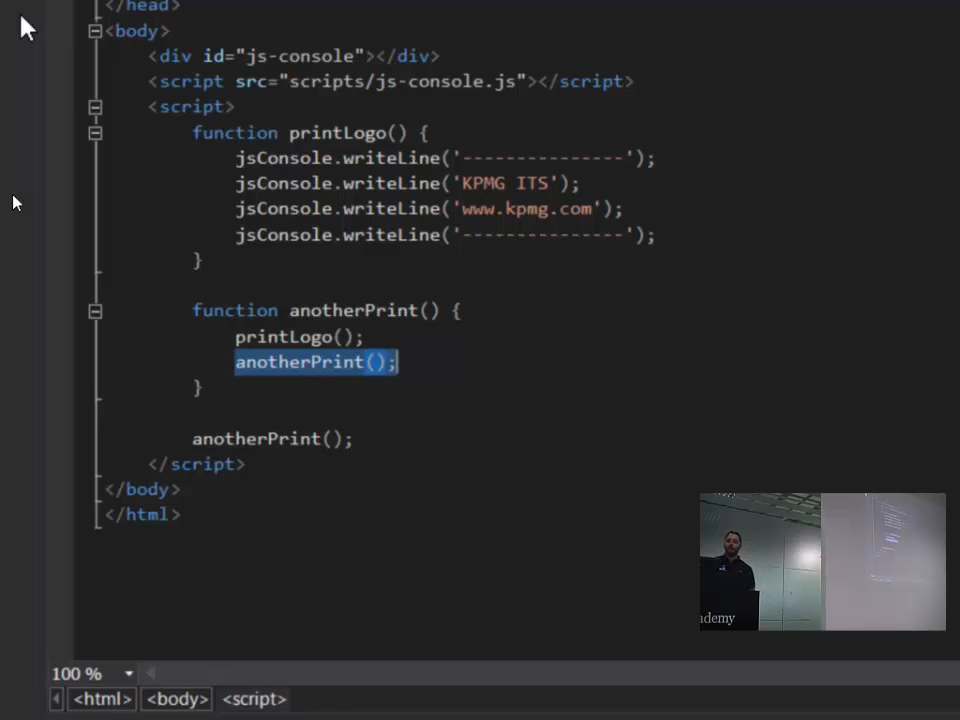 </head>
<body>
<div id="js-console"></div>
<script src="scripts/js-console.js"></script>
<script>
function printLogo() {
jsConsole.writeLine('---------------');
jsConsole.writeLine('KPMG ITS');
jsConsole.writeLine('www.kpmg.com');
jsConsole.writeLine('---------------');
}
function anotherPrint() {
printLogo();
anotherPrint();
}
anotherPrint();
</script>
</body>
</html>
ademy
100 %
<html> <body> <script>